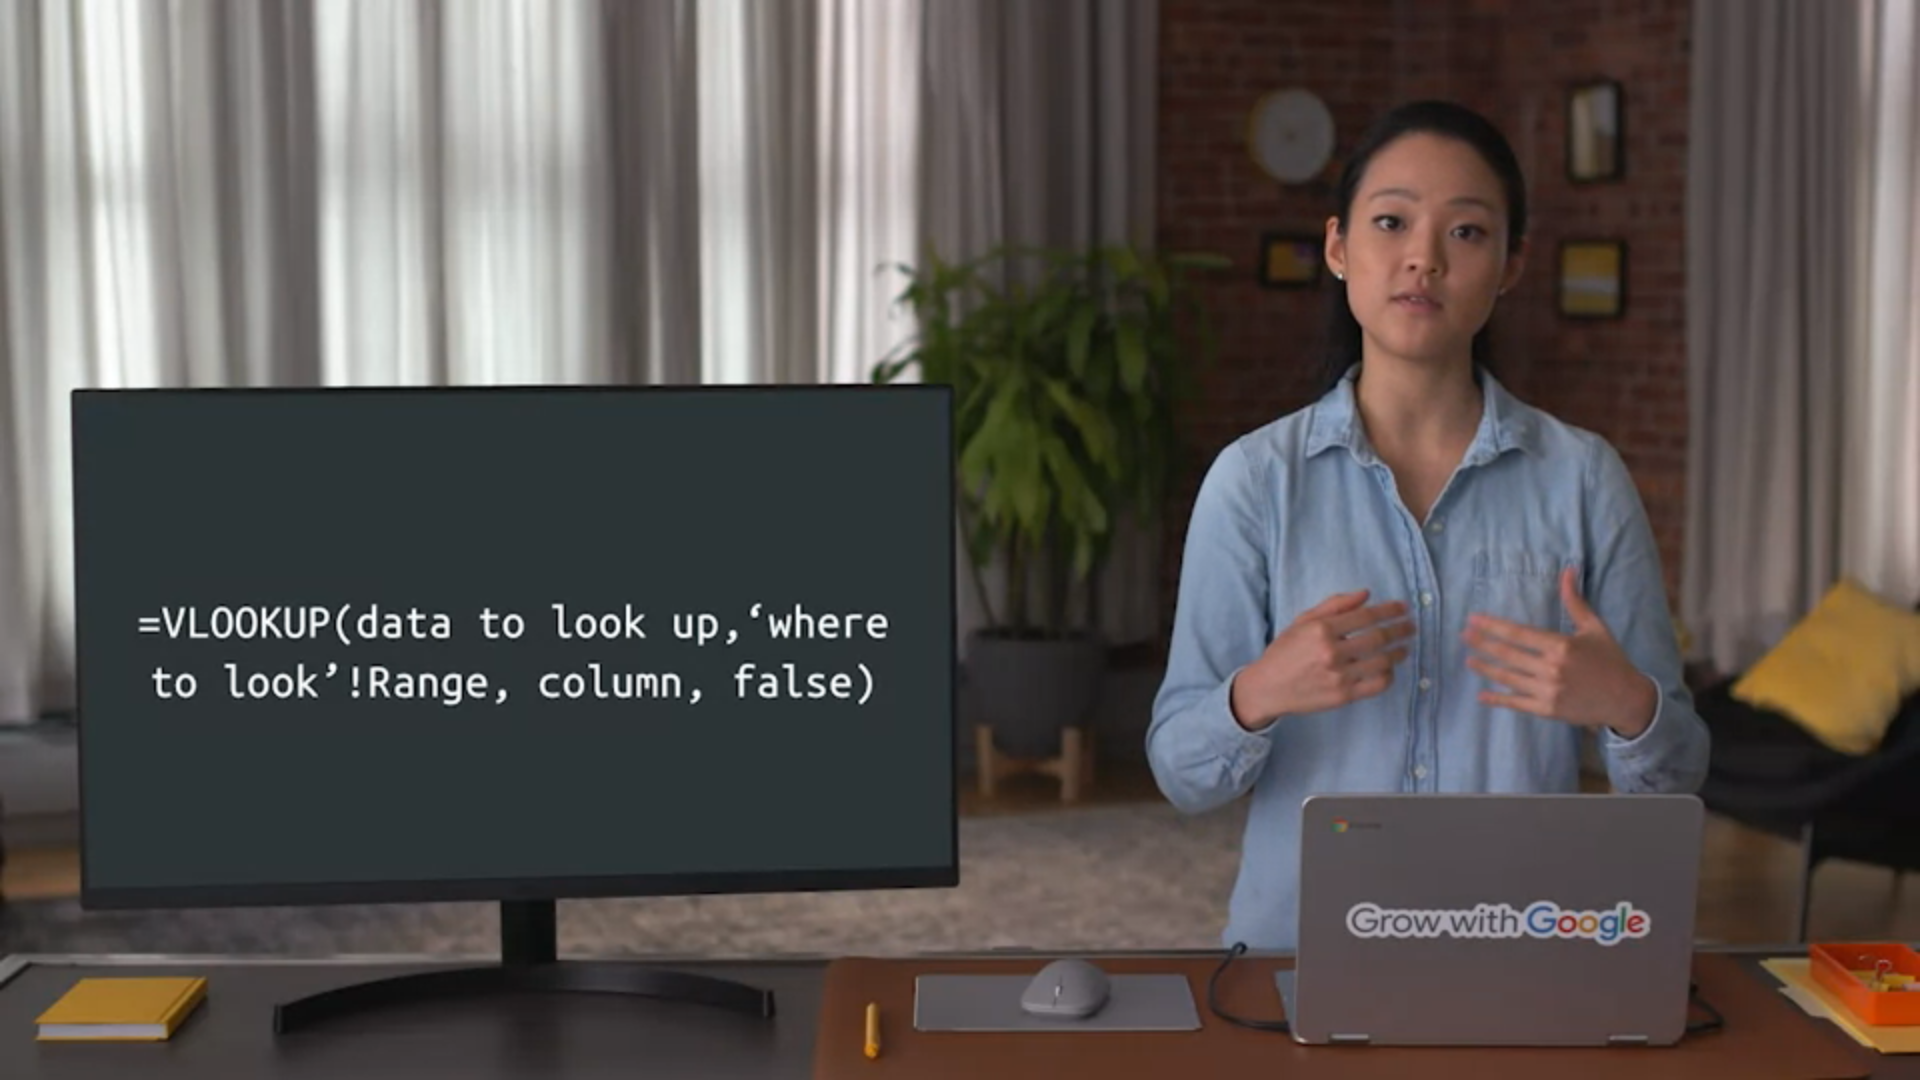 =VLOOKUP(data to look up,‘where
to look’!Range, column, false)
Grow with Google